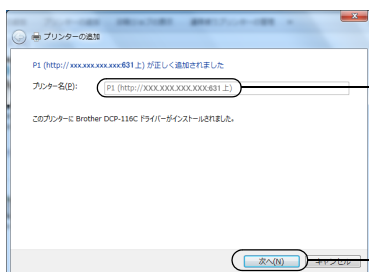 プリンターの追加
P1 (http://xxx.xxx.xxx.xxx:631上) が正しく追加されました
プリンター名(P):
P1 (http://XXX.XXX.XXX.XXX:631 上)
このプリンターに Brother DCP-116C ドライバーがインストールされました。
次へ(N)
キャンセル